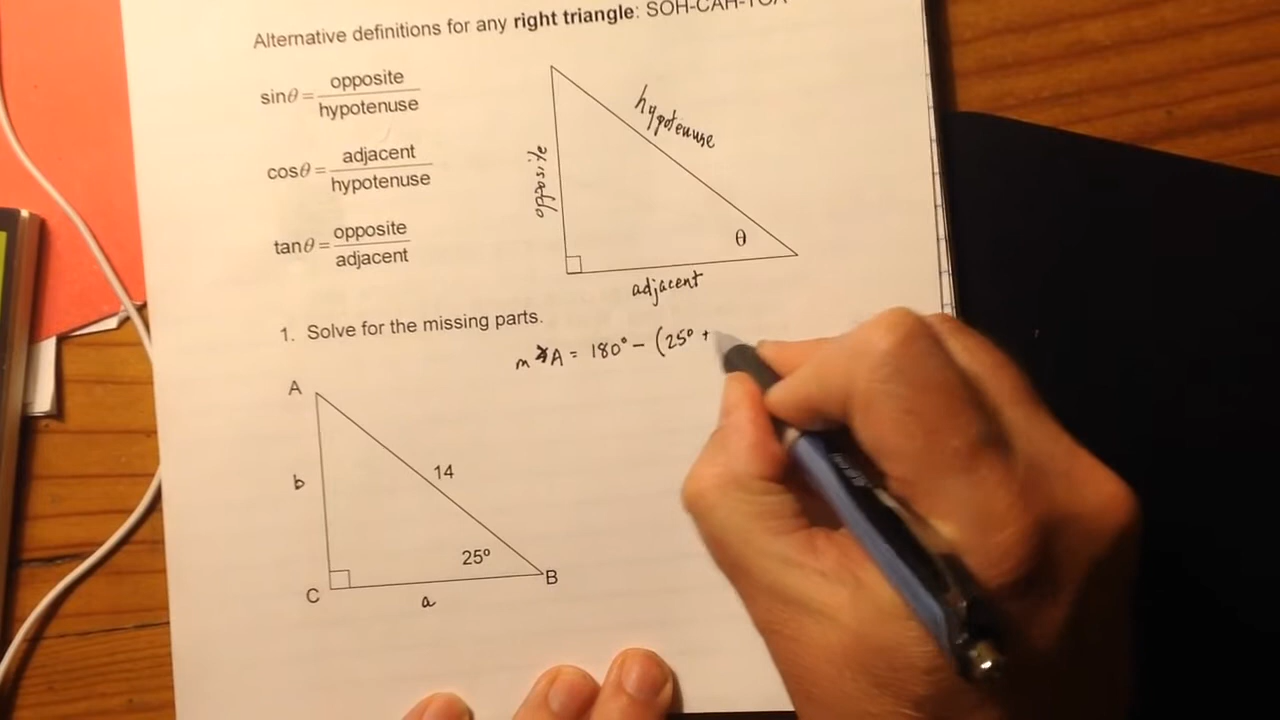 Alternative definitions for any right triangle: SOH-CAH-TOA
sinθ = opposite / hypotenuse
cosθ = adjacent / hypotenuse
tanθ = opposite / adjacent
opposite
hypotenuse
θ
adjacent
1. Solve for the missing parts.
m∡A = 180° − (25° +
A
b
14
25º
C
B
a